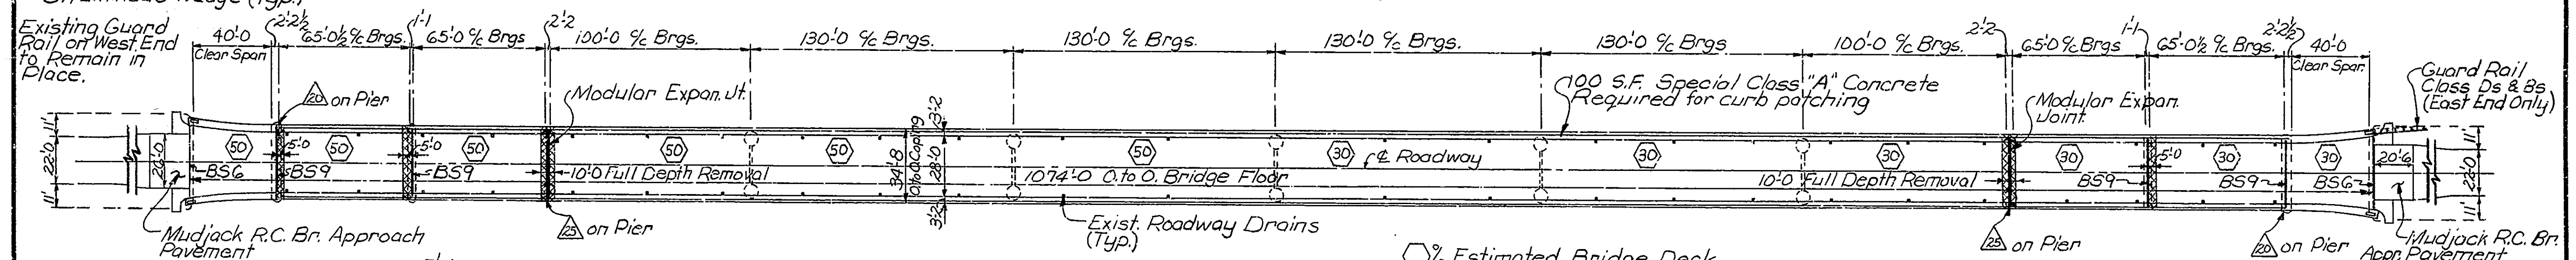 Existing Guard
Rail on West End
to Remain in
Place.
40'-0
Clear Span
2'-2½
65'-0½ c/c Brgs.
1'-1
65'-0 c/c Brgs
2'-2
100'-0 c/c Brgs.
130'-0 c/c Brgs.
130'-0 c/c Brgs.
130'-0 c/c Brgs.
130'-0 c/c Brgs
100'-0 c/c Brgs.
2'-2
65'-0 c/c Brgs
1'-1
65'-0½ c/c Brgs.
2'-2½
40'-0
Clear Span
20 on Pier
Modular Expan. Jt.
100 S.F. Special Class "A" Concrete
Required for curb patching
Modular Expan.
Joint
Guard Rail
Class Ds & Bs
(East End Only)
11'
22'-0
11'
26'-0
50
5'-0
50
5'-0
50
50
50
50
30
℄ Roadway
30
30
30
5'-0
30
30
20'-6
11'
22'-0
11'
BS6
BS9
BS9
10'-0 Full Depth Removal
34'-8
O. to O. Coping
3'-2
28'-0
3'-2
1074'-0 O. to O. Bridge Floor
10'-0 Full Depth Removal
BS9
BS9
BS6
Mudjack R.C. Br. Approach
Pavement
25 on Pier
Exist. Roadway Drains
(Typ.)
25 on Pier
20 on Pier
Mudjack R.C. Br.
Appr. Pavement
% Estimated Bridge Deck